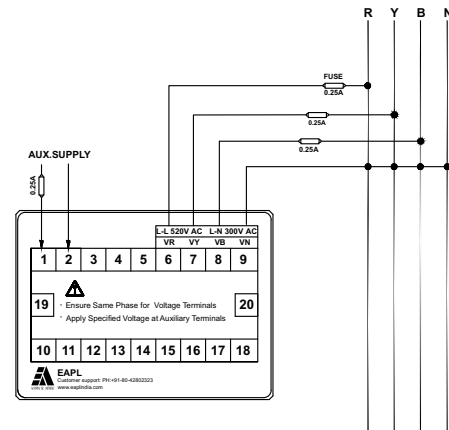 R Y B N
FUSE
0.25A
0.25A
0.25A
AUX.SUPPLY
0.25A
L-L 520V AC L-N 300V AC
VR VY VB VN
1 2 3 4 5 6 7 8 9
19 20
· Ensure Same Phase for Voltage Terminals
· Apply Specified Voltage at Auxiliary Terminals
10 11 12 13 14 15 16 17 18
EAPL
Customer support: PH:+91-80-42802323
www.eaplindia.com